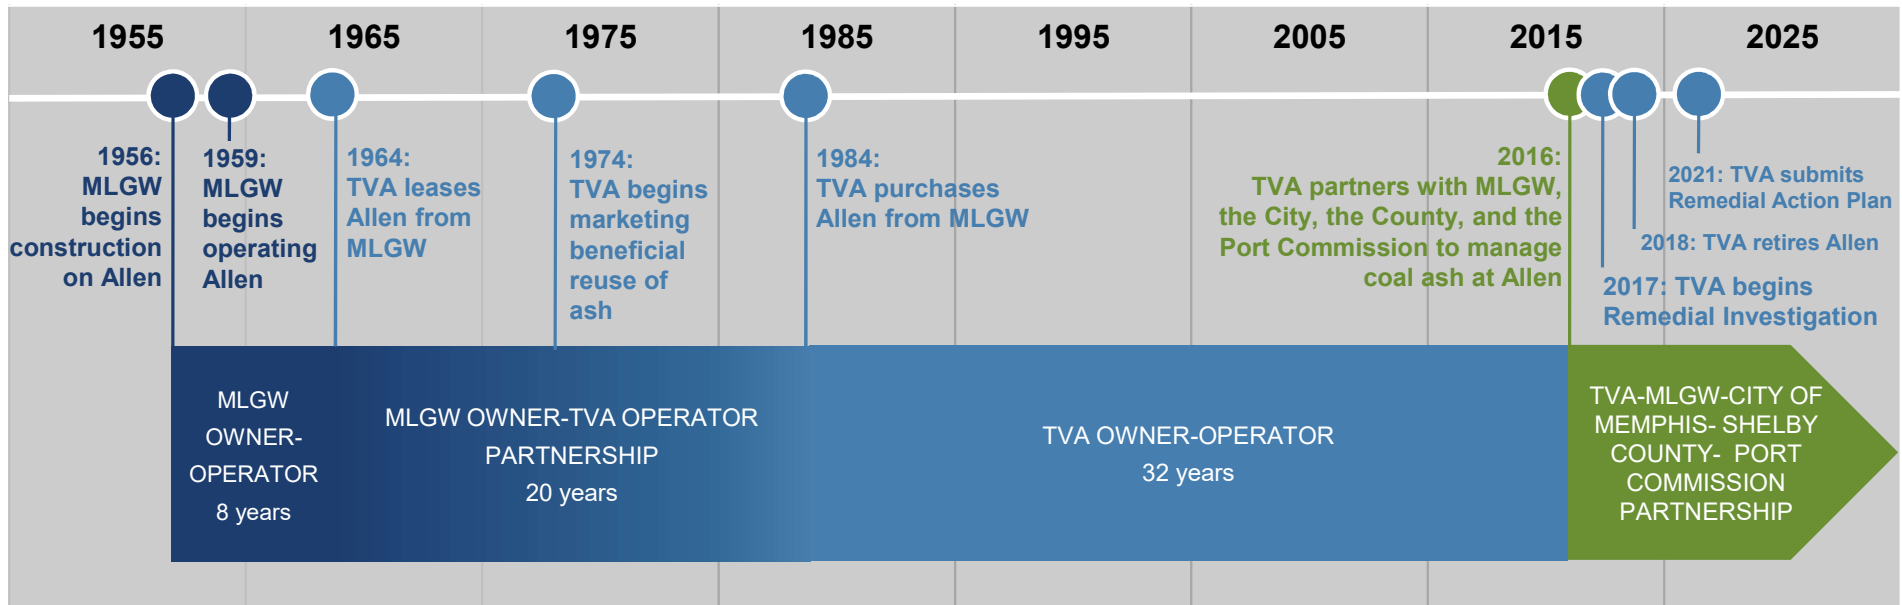 1955
1965
1975
1985
1995
2005
2015
2025
1956:
MLGW
begins
construction
on Allen
1959:
MLGW
begins
operating
Allen
1964:
TVA leases
Allen from
MLGW
1974:
TVA begins
marketing
beneficial
reuse of
ash
1984:
TVA purchases
Allen from MLGW
2016:
TVA partners with MLGW,
the City, the County, and the
Port Commission to manage
coal ash at Allen
2021: TVA submits
Remedial Action Plan
2018: TVA retires Allen
2017: TVA begins
Remedial Investigation
MLGW
OWNER-
OPERATOR
8 years
MLGW OWNER-TVA OPERATOR
PARTNERSHIP
20 years
TVA OWNER-OPERATOR
32 years
TVA-MLGW-CITY OF
MEMPHIS- SHELBY
COUNTY- PORT
COMMISSION
PARTNERSHIP